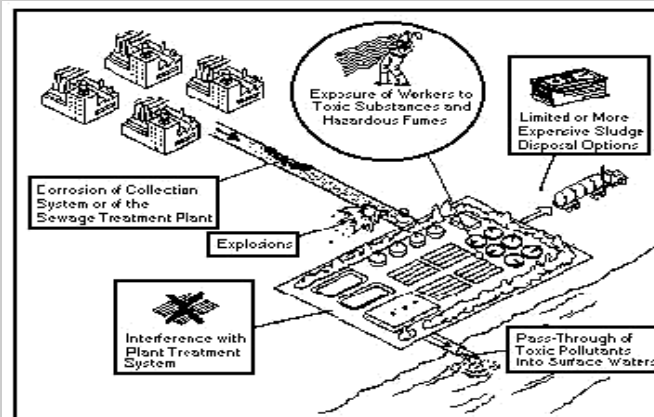 Exposure of Workers to
Toxic Substances and
Hazardous Fumes
Limited or More
Expensive Sludge
Disposal Options
Corrosion of Collection
System or of the
Sewage Treatment Plant
Explosions
Interference with
Plant Treatment
System
Pass-Through of
Toxic Pollutants
Into Surface Waters